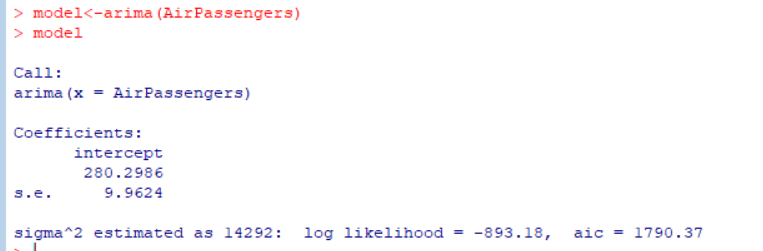 > model<-arima(AirPassengers)
> model
Call:
arima(x = AirPassengers)
Coefficients:
intercept
280.2986
s.e. 9.9624
sigma^2 estimated as 14292: log likelihood = -893.18, aic = 1790.37
>